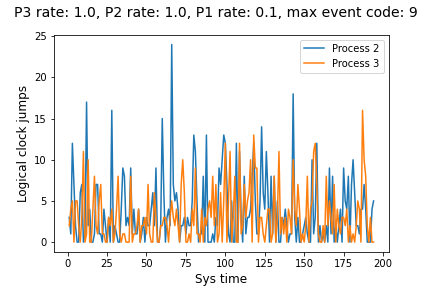 P3 rate: 1.0, P2 rate: 1.0, P1 rate: 0.1, max event code: 9
25
20
15
10
5
0
Logical clock jumps
Process 2
Process 3
0 25 50 75 100 125 150 175 200
Sys time